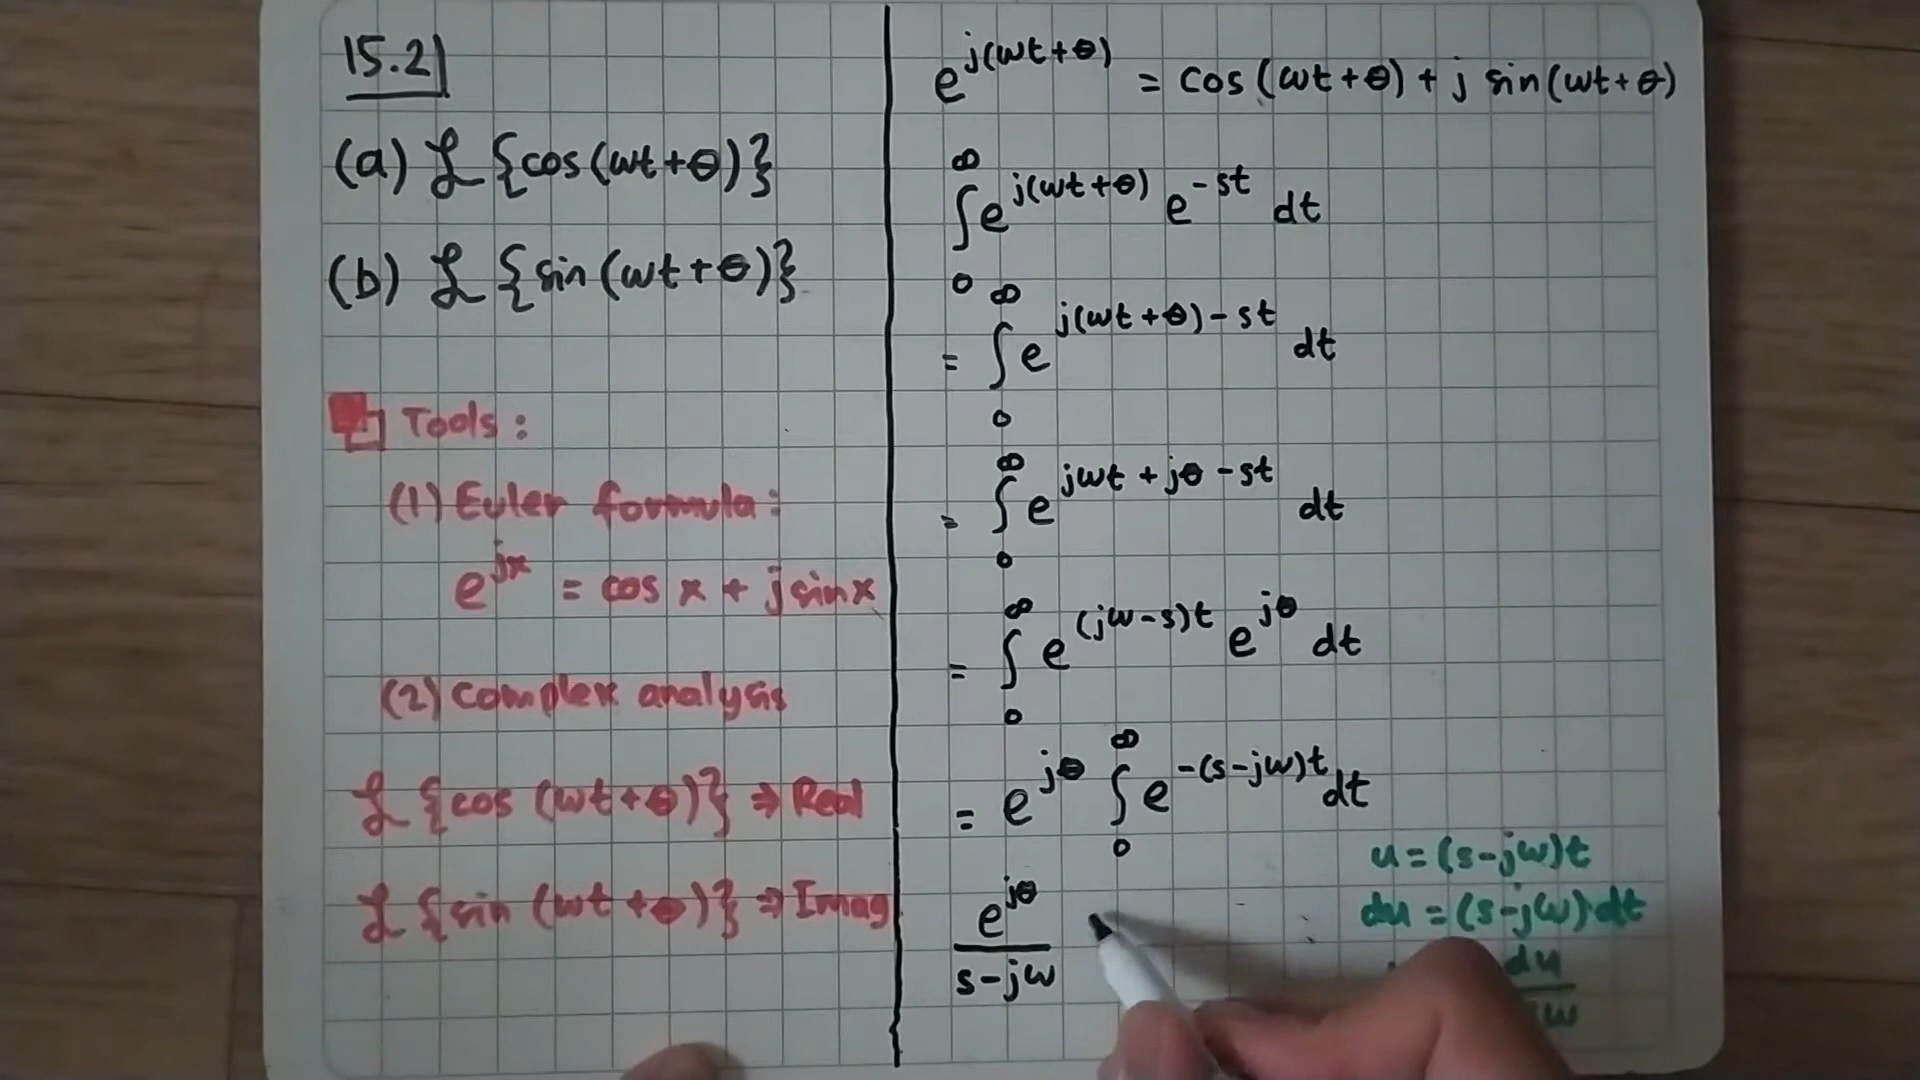 15.2
(a) ℒ {cos(ωt+θ)}
(b) ℒ {sin(ωt+θ)}
Tools:
(1) Euler formula:
e^{jx} = cos x + j sin x
(2) Complex analysis
ℒ {cos (ωt+θ)} ⇒ Real
ℒ {sin (ωt+θ)} ⇒ Imag
e^{j(ωt+θ)} = cos(ωt+θ) + j sin(ωt+θ)
∫_0^∞ e^{j(ωt+θ)} e^{-st} dt
= ∫_0^∞ e^{j(ωt+θ)-st} dt
= ∫_0^∞ e^{jωt+jθ-st} dt
= ∫_0^∞ e^{(jω-s)t} e^{jθ} dt
= e^{jθ} ∫_0^∞ e^{-(s-jω)t} dt
e^{jθ}
s-jω
u = (s-jω)t
du = (s-jω) dt
du
ω